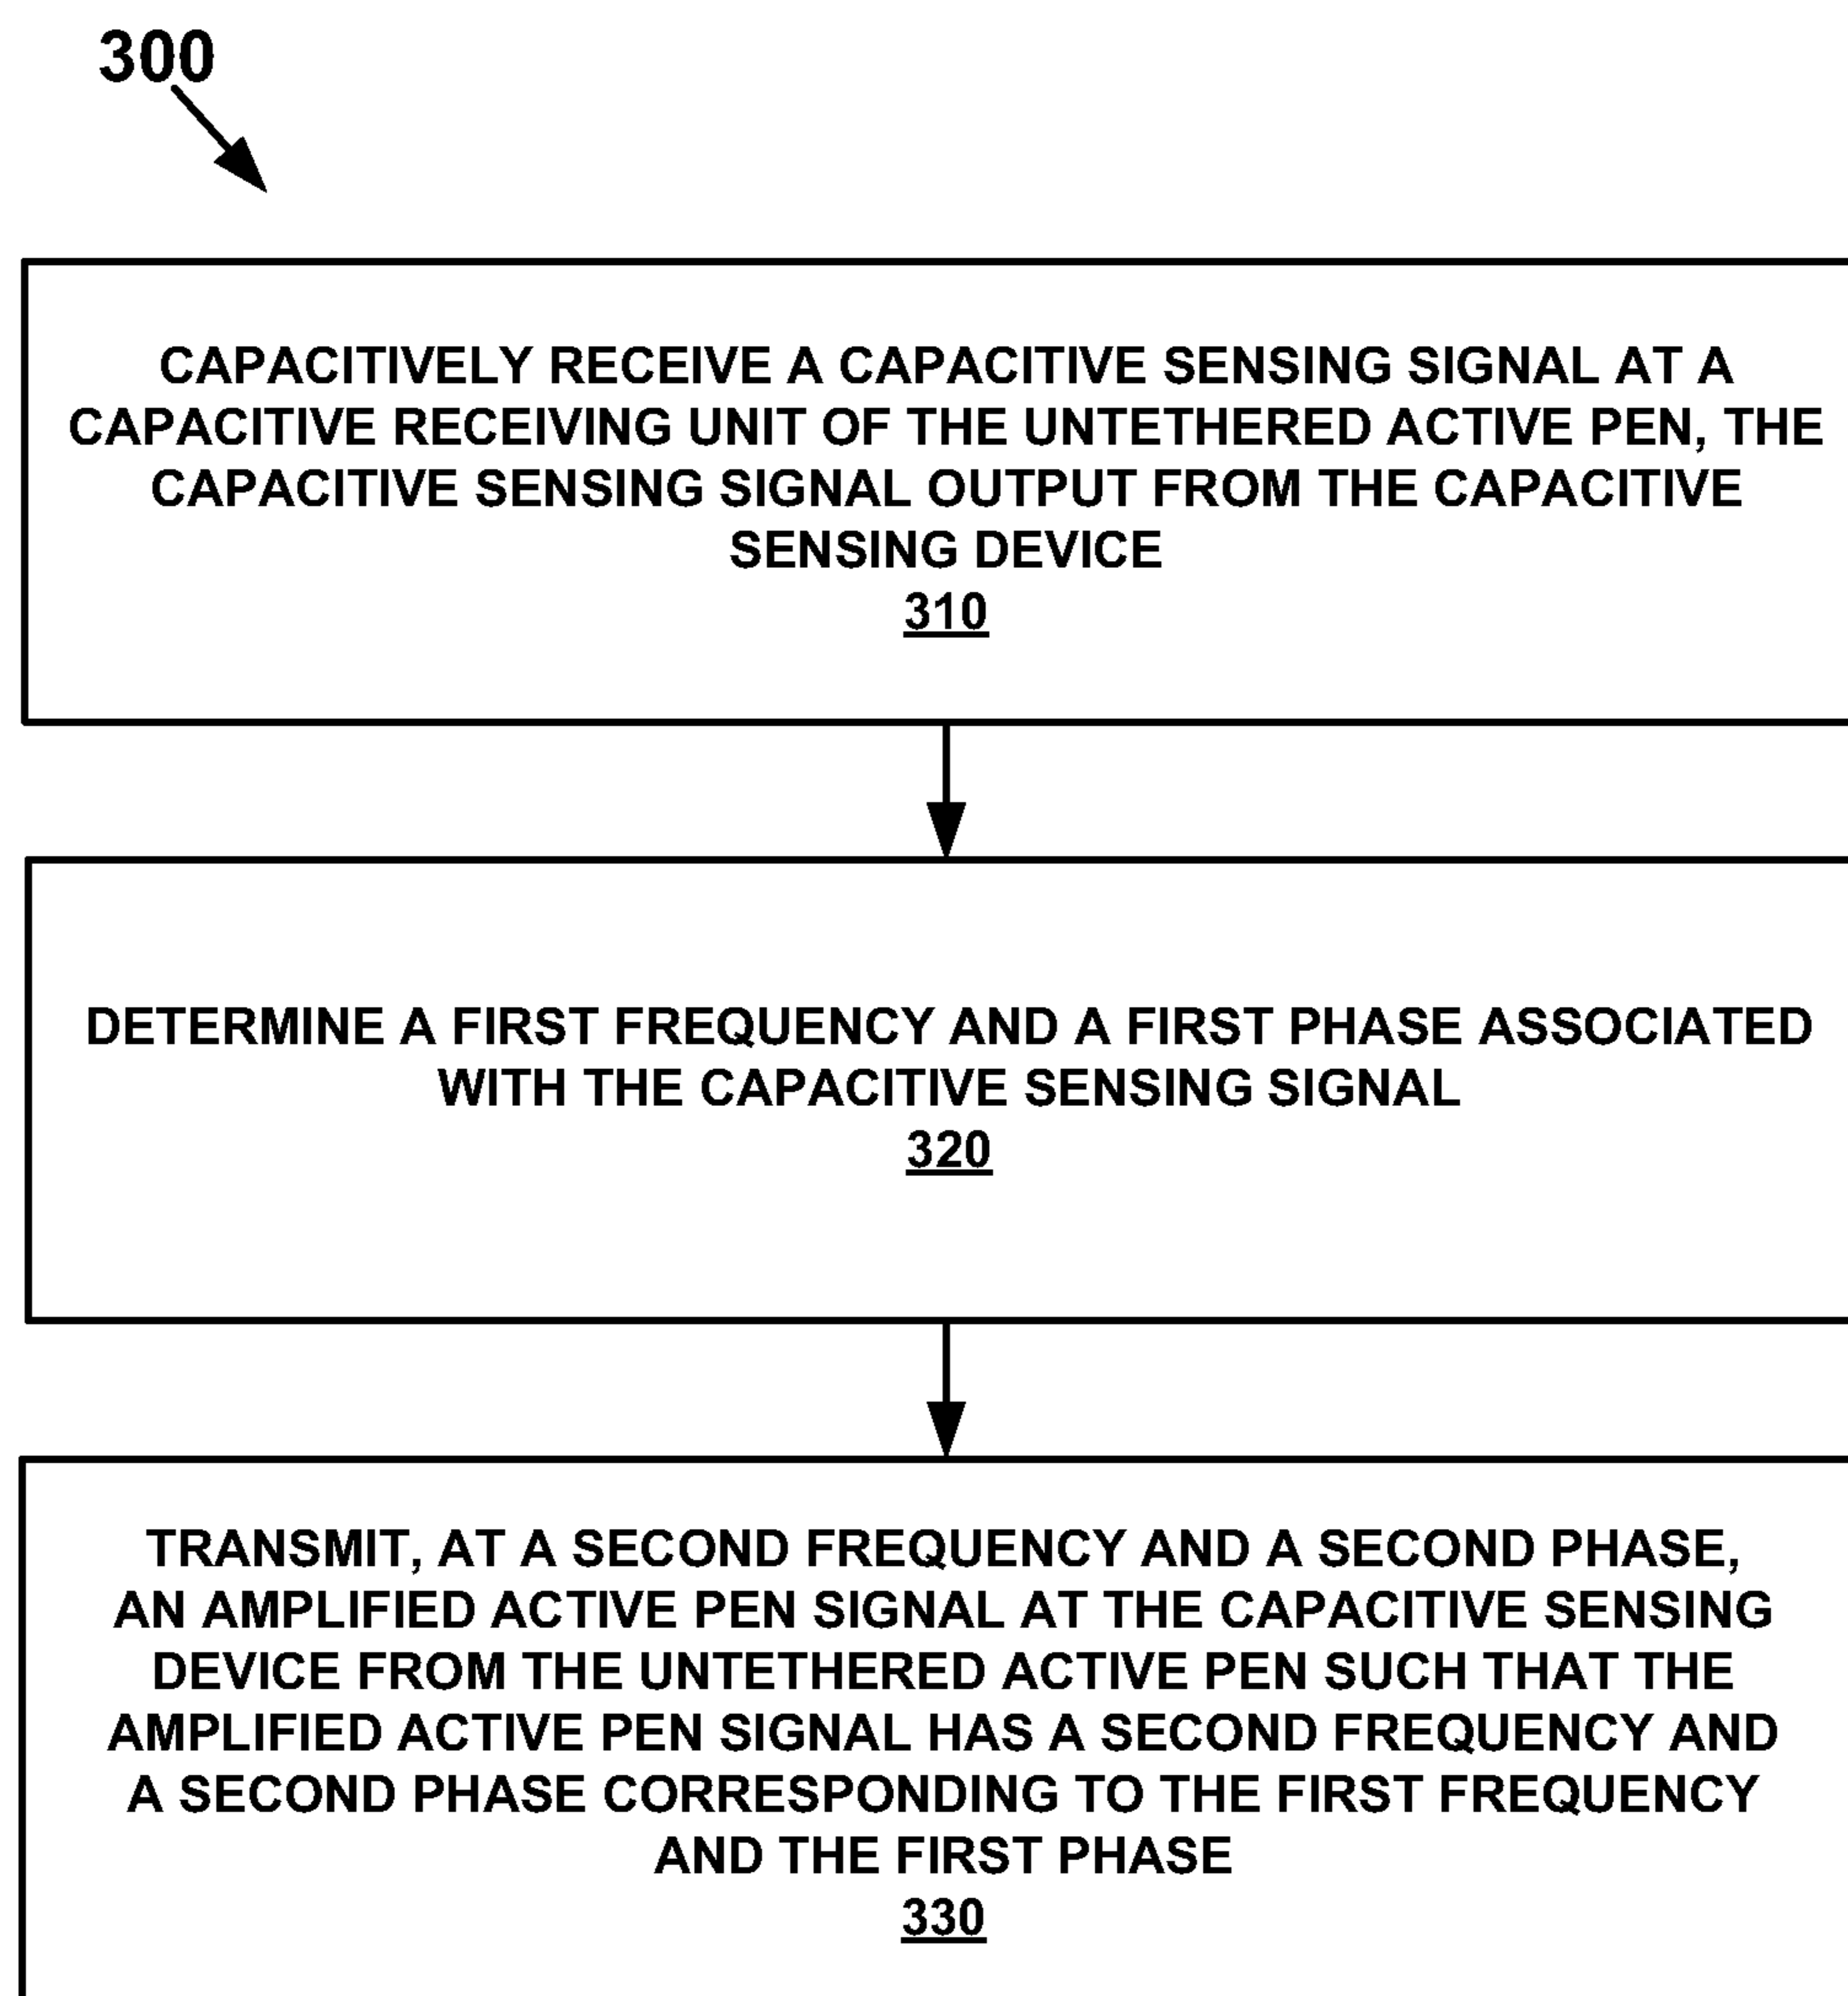 300
CAPACITIVELY RECEIVE A CAPACITIVE SENSING SIGNAL AT A
CAPACITIVE RECEIVING UNIT OF THE UNTETHERED ACTIVE PEN, THE
CAPACITIVE SENSING SIGNAL OUTPUT FROM THE CAPACITIVE
SENSING DEVICE
310
DETERMINE A FIRST FREQUENCY AND A FIRST PHASE ASSOCIATED
WITH THE CAPACITIVE SENSING SIGNAL
320
TRANSMIT, AT A SECOND FREQUENCY AND A SECOND PHASE,
AN AMPLIFIED ACTIVE PEN SIGNAL AT THE CAPACITIVE SENSING
DEVICE FROM THE UNTETHERED ACTIVE PEN SUCH THAT THE
AMPLIFIED ACTIVE PEN SIGNAL HAS A SECOND FREQUENCY AND
A SECOND PHASE CORRESPONDING TO THE FIRST FREQUENCY
AND THE FIRST PHASE
330